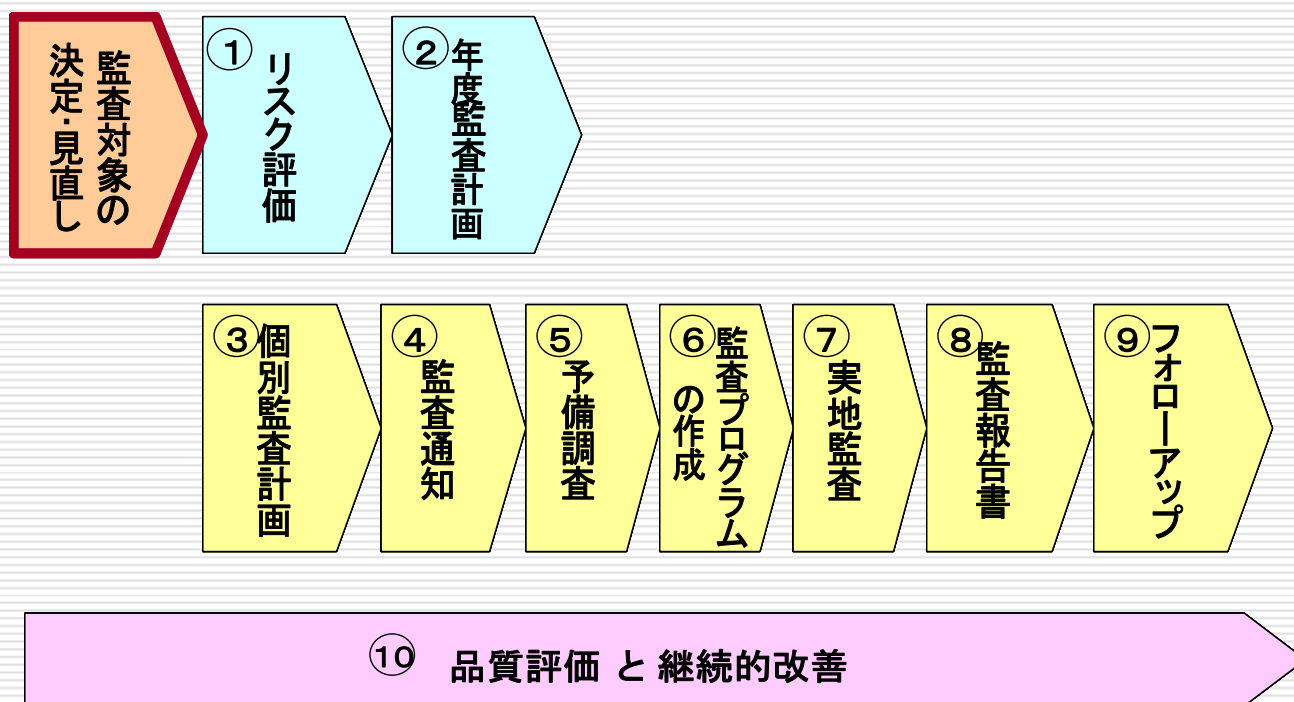 監査対象の
決定・見直し
①
リスク評価
②
年度監査計画
③
個別監査計画
④
監査通知
⑤
予備調査
⑥
監査プログラム
の作成
⑦
実地監査
⑧
監査報告書
⑨
フォローアップ
⑩ 品質評価 と 継続的改善